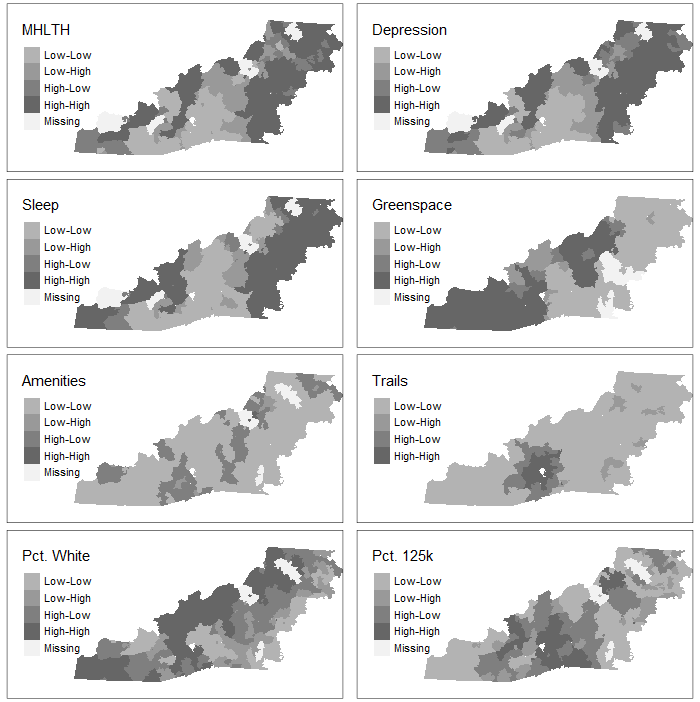 MHLTH
Low-Low
Low-High
High-Low
High-High
Missing
Depression
Low-Low
Low-High
High-Low
High-High
Missing
Sleep
Low-Low
Low-High
High-Low
High-High
Missing
Greenspace
Low-Low
Low-High
High-Low
High-High
Missing
Amenities
Low-Low
Low-High
High-Low
High-High
Missing
Trails
Low-Low
Low-High
High-Low
High-High
Pct. White
Low-Low
Low-High
High-Low
High-High
Missing
Pct. 125k
Low-Low
Low-High
High-Low
High-High
Missing